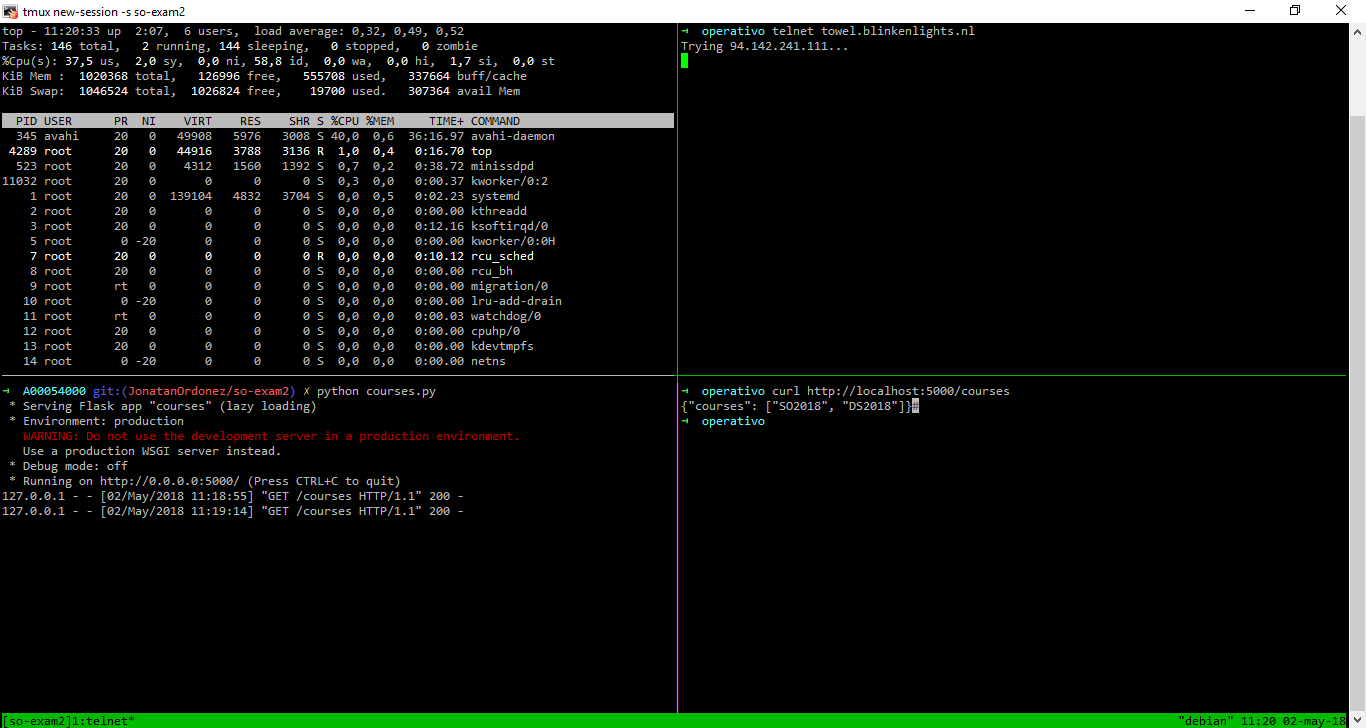 tmux new-session -s so-exam2
top - 11:20:33 up  2:07,  6 users,  load average: 0,32, 0,49, 0,52
Tasks: 146 total,   2 running, 144 sleeping,   0 stopped,   0 zombie
%Cpu(s): 37,5 us,  2,0 sy,  0,0 ni, 58,8 id,  0,0 wa,  0,0 hi,  1,7 si,  0,0 st
KiB Mem :  1020368 total,   126996 free,   555708 used,   337664 buff/cache
KiB Swap:  1046524 total,  1026824 free,    19700 used.   307364 avail Mem
PID USER      PR  NI    VIRT    RES    SHR S %CPU %MEM     TIME+ COMMAND
345 avahi     20   0   49908   5976   3008 S 40,0  0,6  36:16.97 avahi-daemon
4289 root      20   0   44916   3788   3136 R  1,0  0,4   0:16.70 top
523 root      20   0    4312   1560   1392 S  0,7  0,2   0:38.72 minissdpd
11032 root      20   0       0      0      0 S  0,3  0,0   0:00.37 kworker/0:2
1 root      20   0  139104   4832   3704 S  0,0  0,5   0:02.23 systemd
2 root      20   0       0      0      0 S  0,0  0,0   0:00.00 kthreadd
3 root      20   0       0      0      0 S  0,0  0,0   0:12.16 ksoftirqd/0
5 root       0 -20       0      0      0 S  0,0  0,0   0:00.00 kworker/0:0H
7 root      20   0       0      0      0 R  0,0  0,0   0:10.12 rcu_sched
8 root      20   0       0      0      0 S  0,0  0,0   0:00.00 rcu_bh
9 root      rt   0       0      0      0 S  0,0  0,0   0:00.00 migration/0
10 root       0 -20       0      0      0 S  0,0  0,0   0:00.00 lru-add-drain
11 root      rt   0       0      0      0 S  0,0  0,0   0:00.03 watchdog/0
12 root      20   0       0      0      0 S  0,0  0,0   0:00.00 cpuhp/0
13 root      20   0       0      0      0 S  0,0  0,0   0:00.00 kdevtmpfs
14 root       0 -20       0      0      0 S  0,0  0,0   0:00.00 netns
→  operativo telnet towel.blinkenlights.nl
Trying 94.142.241.111...
→  A00054000 git:(JonatanOrdonez/so-exam2) ✗ python courses.py
* Serving Flask app "courses" (lazy loading)
* Environment: production
WARNING: Do not use the development server in a production environment.
Use a production WSGI server instead.
* Debug mode: off
* Running on http://0.0.0.0:5000/ (Press CTRL+C to quit)
127.0.0.1 - - [02/May/2018 11:18:55] "GET /courses HTTP/1.1" 200 -
127.0.0.1 - - [02/May/2018 11:19:14] "GET /courses HTTP/1.1" 200 -
→  operativo curl http://localhost:5000/courses
{"courses": ["SO2018", "DS2018"]}#
→  operativo
[so-exam2]1:telnet*
"debian" 11:20 02-may-18